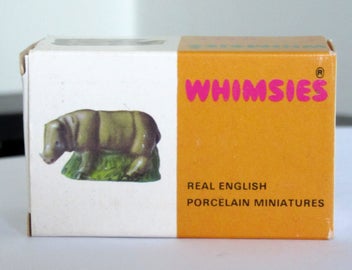 WHIMSIES®
REAL ENGLISH
PORCELAIN MINIATURES